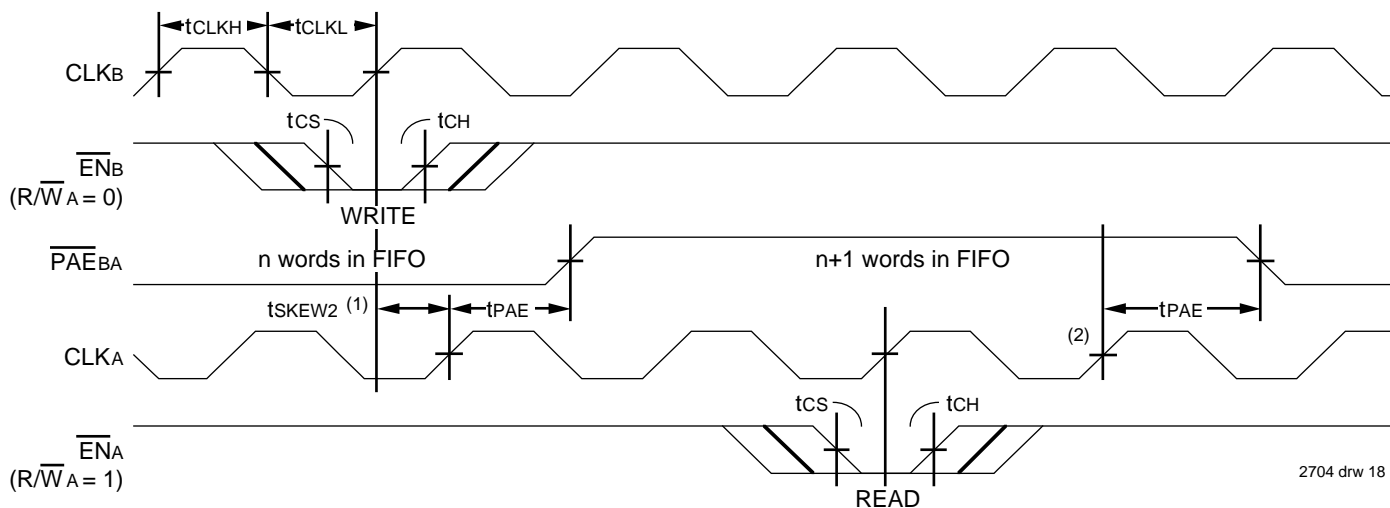 tCLKH
tCLKL
CLKB
tCS
tCH
ENB
(R/WA = 0)
WRITE
PAEBA
n words in FIFO
n+1 words in FIFO
tSKEW2 (1)
tPAE
tPAE
CLKA
(2)
tCS
tCH
ENA
(R/WA = 1)
READ
2704 drw 18